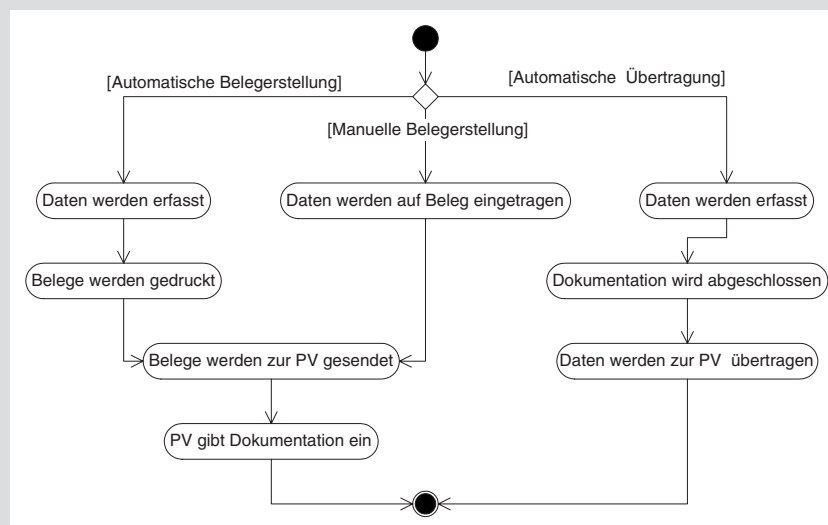 [Automatische Belegerstellung]
[Automatische Übertragung]
[Manuelle Belegerstellung]
Daten werden erfasst
Daten werden auf Beleg eingetragen
Daten werden erfasst
Belege werden gedruckt
Dokumentation wird abgeschlossen
Belege werden zur PV gesendet
Daten werden zur PV übertragen
PV gibt Dokumentation ein